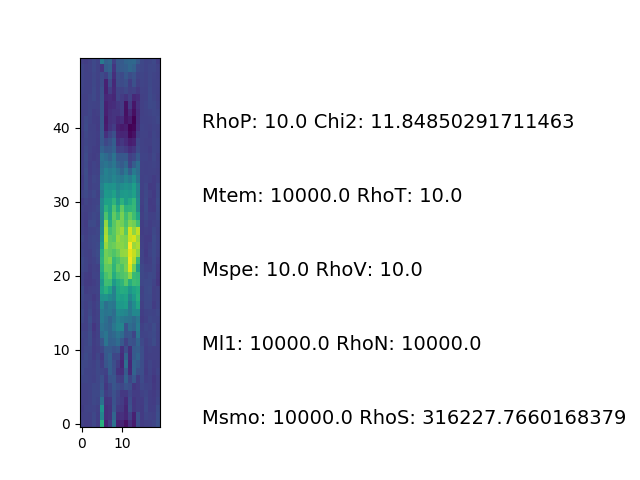 RhoP: 10.0 Chi2: 11.84850291711463
Mtem: 10000.0 RhoT: 10.0
Mspe: 10.0 RhoV: 10.0
Ml1: 10000.0 RhoN: 10000.0
Msmo: 10000.0 RhoS: 316227.7660168379
40
30
20
10
0
0 10